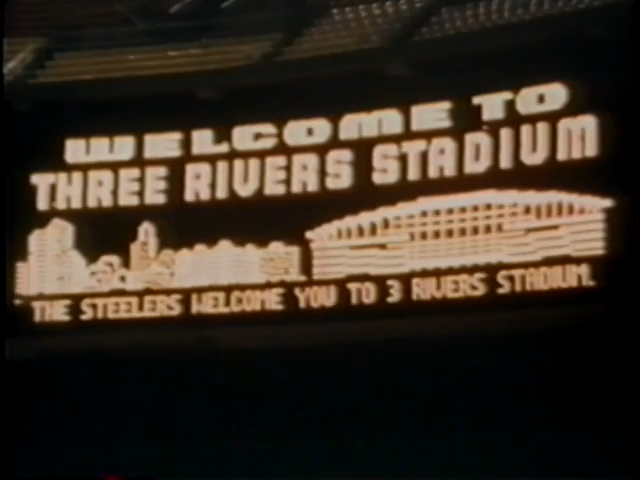 WELCOME TO
THREE RIVERS STADIUM
THE STEELERS WELCOME YOU TO 3 RIVERS STADIUM.